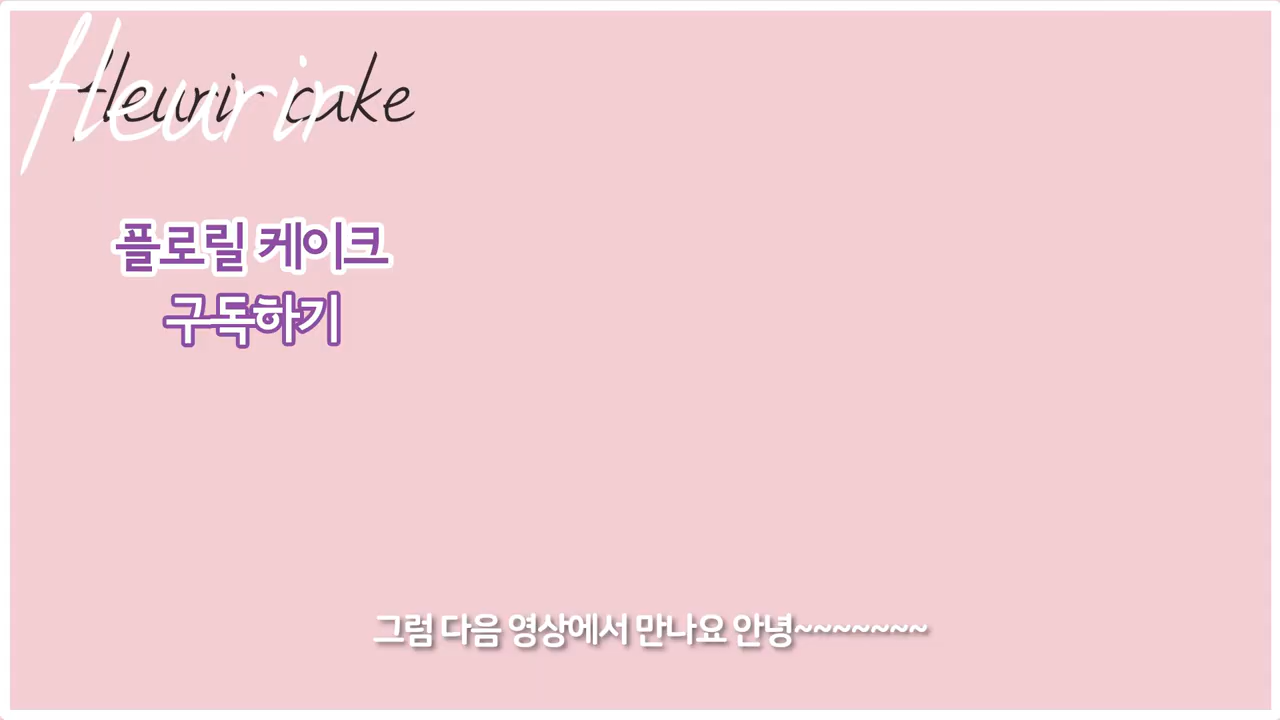 fleurir
fleurir cake
플로릴 케이크
구독하기
그럼 다음 영상에서 만나요 안녕~~~~~~~